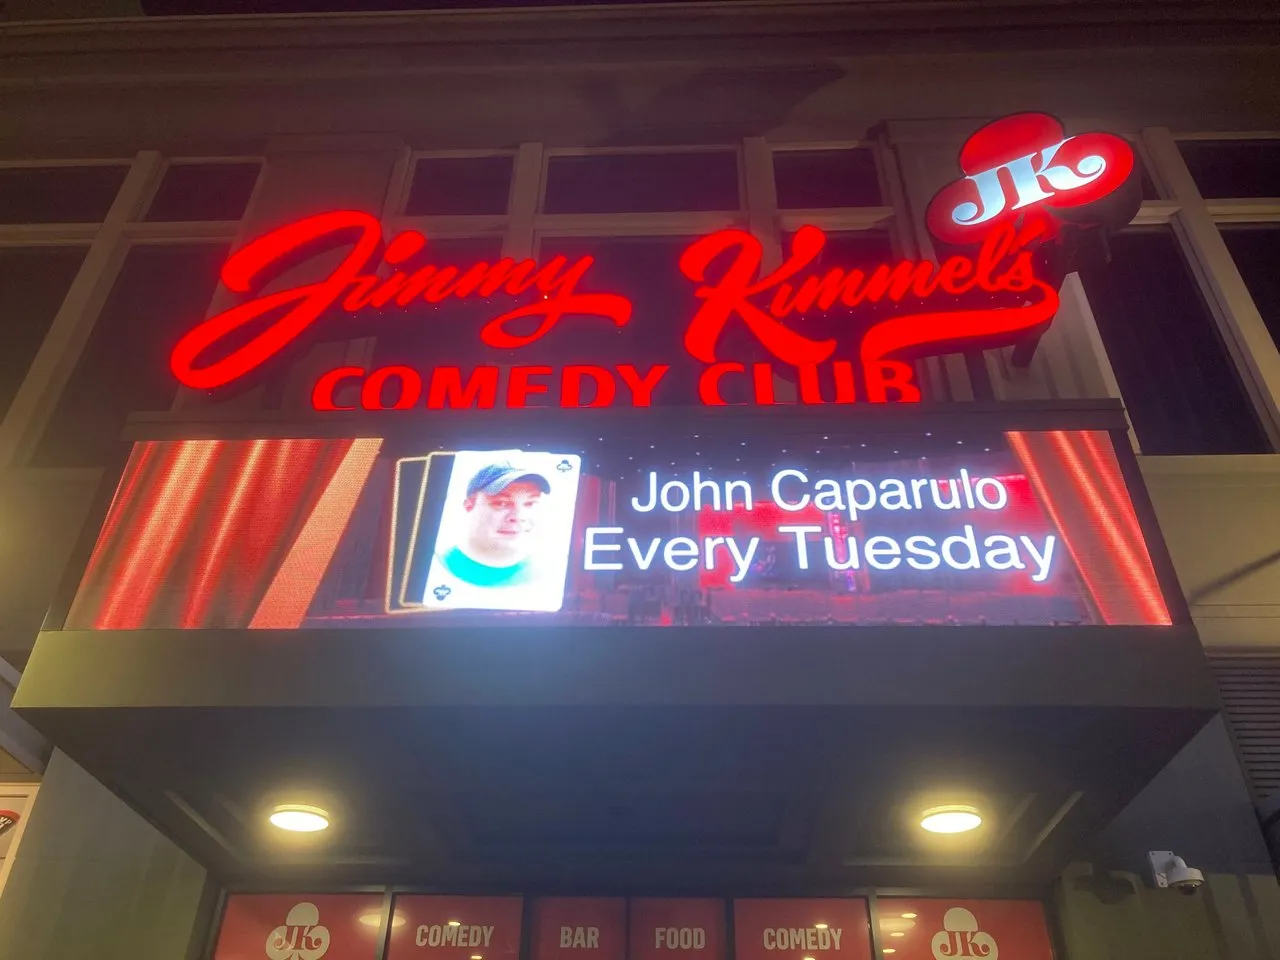 JK
Jimmy Kimmel's
COMEDY CLUB
John Caparulo
Every Tuesday
JK
COMEDY
BAR
FOOD
COMEDY
JK